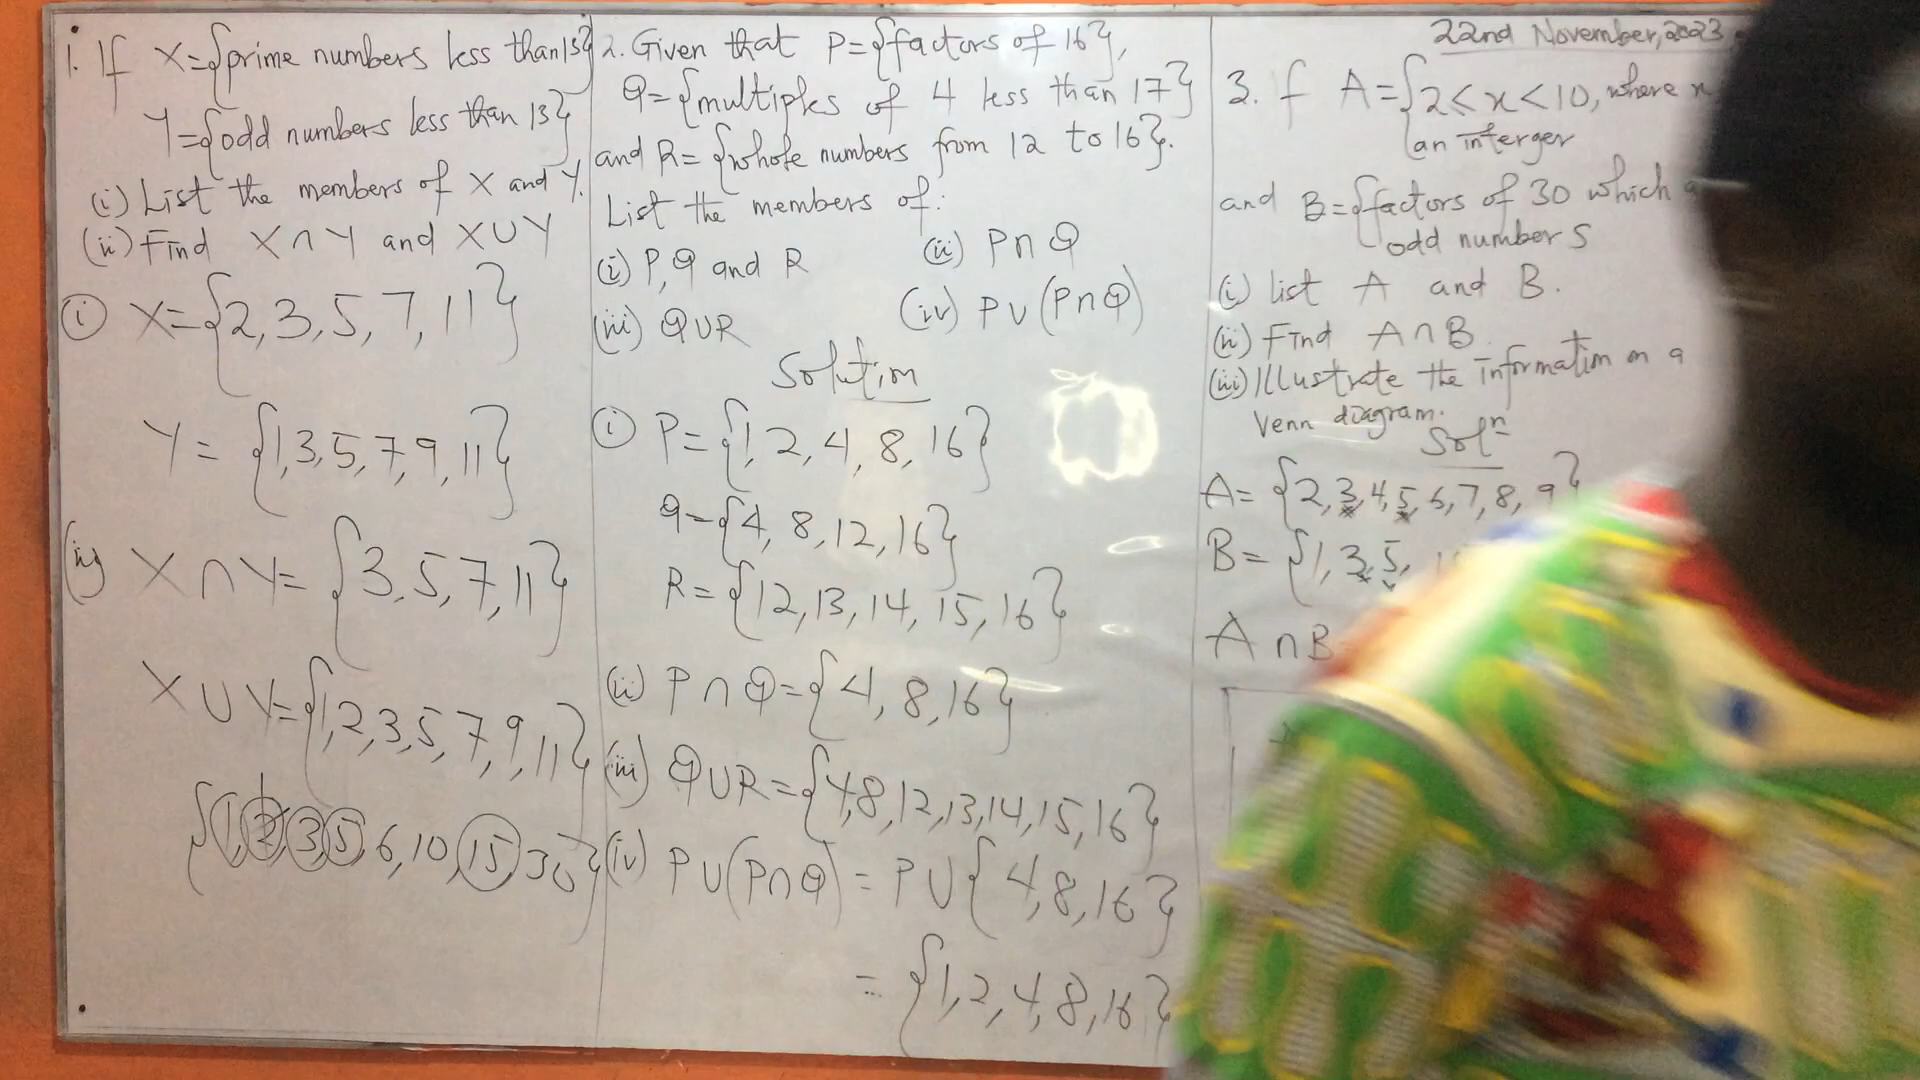 1. If X={prime numbers less than 13}
Y={odd numbers less than 13}
(i) List the members of X and Y.
(ii) Find X∩Y and X∪Y
(i) X={2,3,5,7,11}
Y={1,3,5,7,9,11}
(ii) X∩Y={3,5,7,11}
X∪Y={1,2,3,5,7,9,11}
{1,2,3,5,6,10,15,30}
2. Given that P={factors of 16},
Q={multiples of 4 less than 17}
and R={whole numbers from 12 to 16}.
List the members of:
(i) P,Q and R (ii) P∩Q
(iii) Q∪R (iv) P∪(P∩Q)
Solution
(i) P={1,2,4,8,16}
Q={4,8,12,16}
R={12,13,14,15,16}
(ii) P∩Q={4,8,16}
(iii) Q∪R={4,8,12,13,14,15,16}
(iv) P∪(P∩Q)=P∪{4,8,16}
={1,2,4,8,16}
22nd November,2023
3. f A={2<x<10, where x
an interger
and B={factors of 30 which
odd numbers
(i) list A and B.
(ii) Find A∩B
(iii) Illustrate the information on a
Venn diagram.
Solⁿ
A={2,3,4,5,6,7,8,9}
B={1,3,5,
A∩B